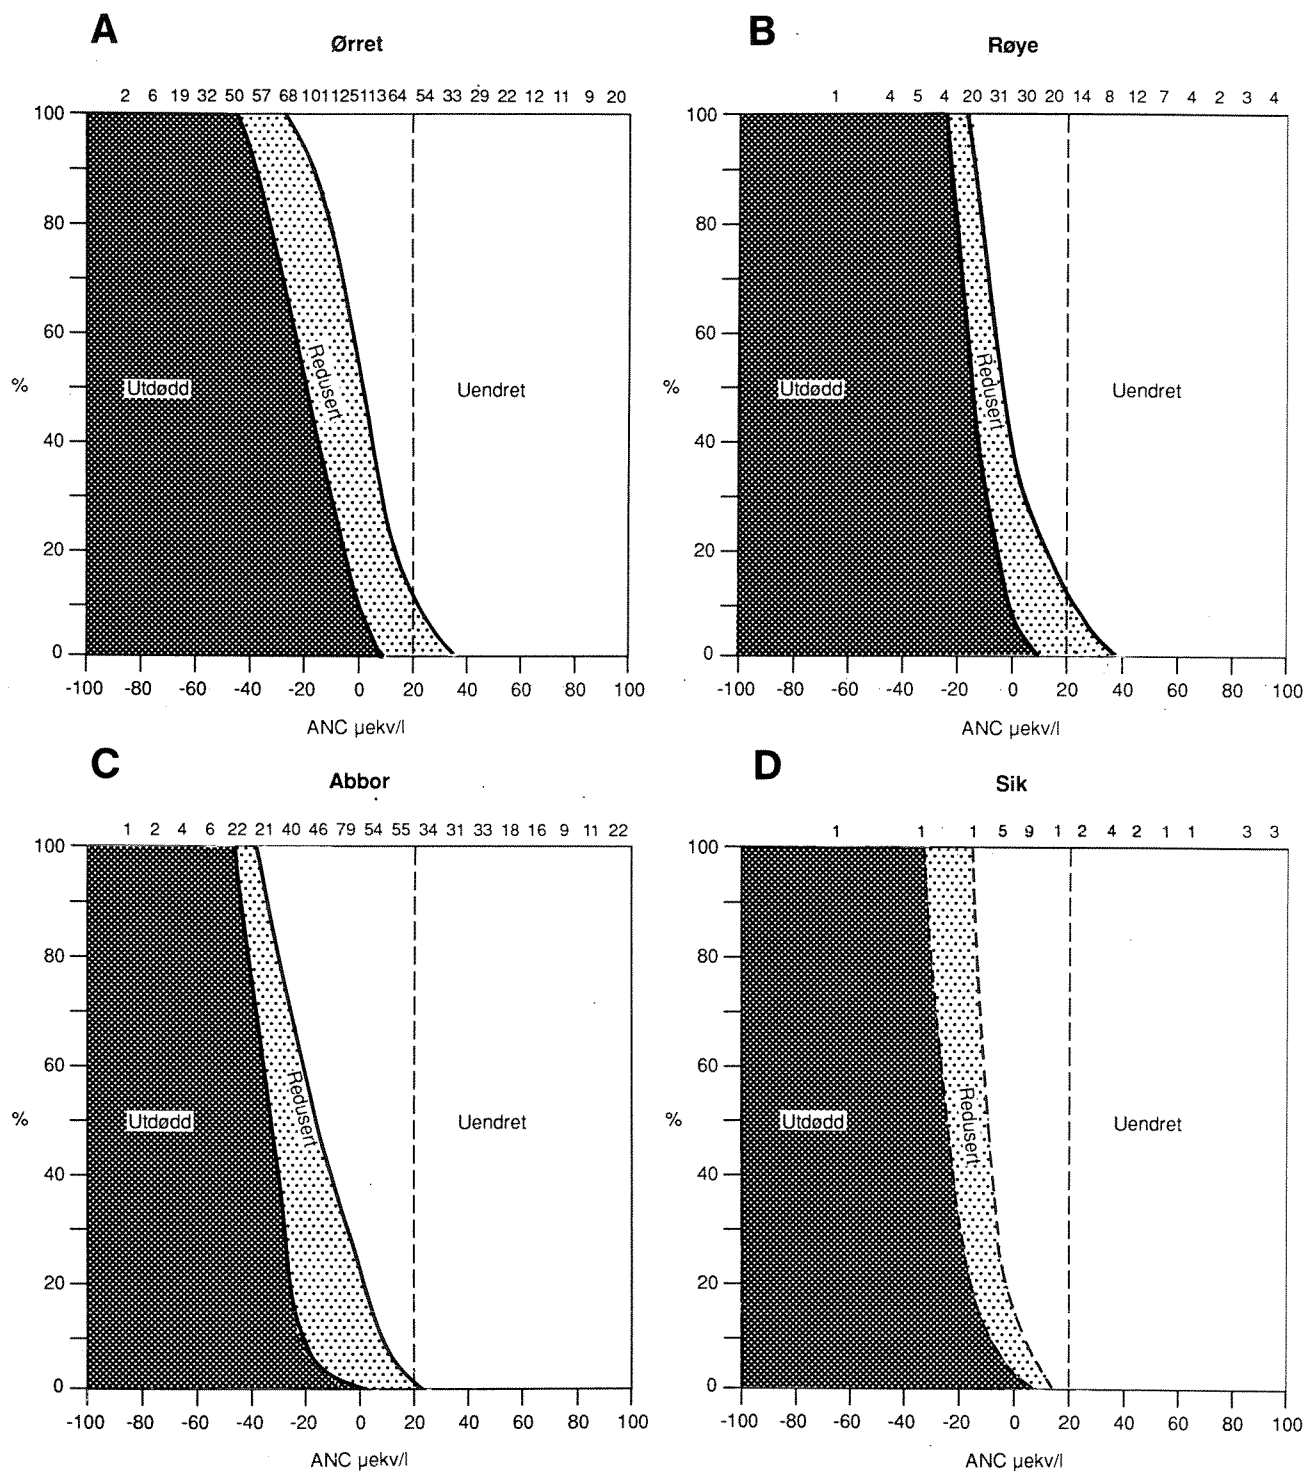 A
Ørret
2 6 19 32 50 57 68 101 125 113 64 54 33 29 22 12 11 9 20
100
80
60
%
40
20
0
Utdødd
Redusert
Uendret
-100 -80 -60 -40 -20 0 20 40 60 80 100
ANC µekv/l
B
Røye
1 4 5 4 20 31 30 20 14 8 12 7 4 2 3 4
100
80
60
%
40
20
0
Utdødd
Redusert
Uendret
-100 -80 -60 -40 -20 0 20 40 60 80 100
ANC µekv/l
C
Abbor
1 2 4 6 22 21 40 46 79 54 55 34 31 33 18 16 9 11 22
100
80
60
%
40
20
0
Utdødd
Redusert
Uendret
-100 -80 -60 -40 -20 0 20 40 60 80 100
ANC µekv/l
D
Sik
1 1 1 5 9 1 2 4 2 1 1 3 3
100
80
60
%
40
20
0
Utdødd
Redusert
Uendret
-100 -80 -60 -40 -20 0 20 40 60 80 100
ANC µekv/l